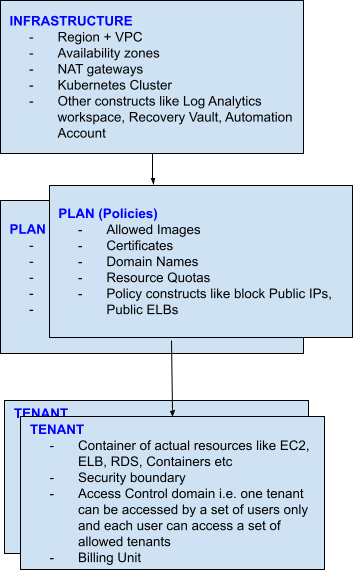 INFRASTRUCTURE
- Region + VPC
- Availability zones
- NAT gateways
- Kubernetes Cluster
- Other constructs like Log Analytics
workspace, Recovery Vault, Automation
Account
PLAN
-
-
-
-
-
PLAN (Policies)
- Allowed Images
- Certificates
- Domain Names
- Resource Quotas
- Policy constructs like block Public IPs,
Public ELBs
TENANT
TENANT
- Container of actual resources like EC2,
ELB, RDS, Containers etc
- Security boundary
- Access Control domain i.e. one tenant
can be accessed by a set of users only
and each user can access a set of
allowed tenants
- Billing Unit